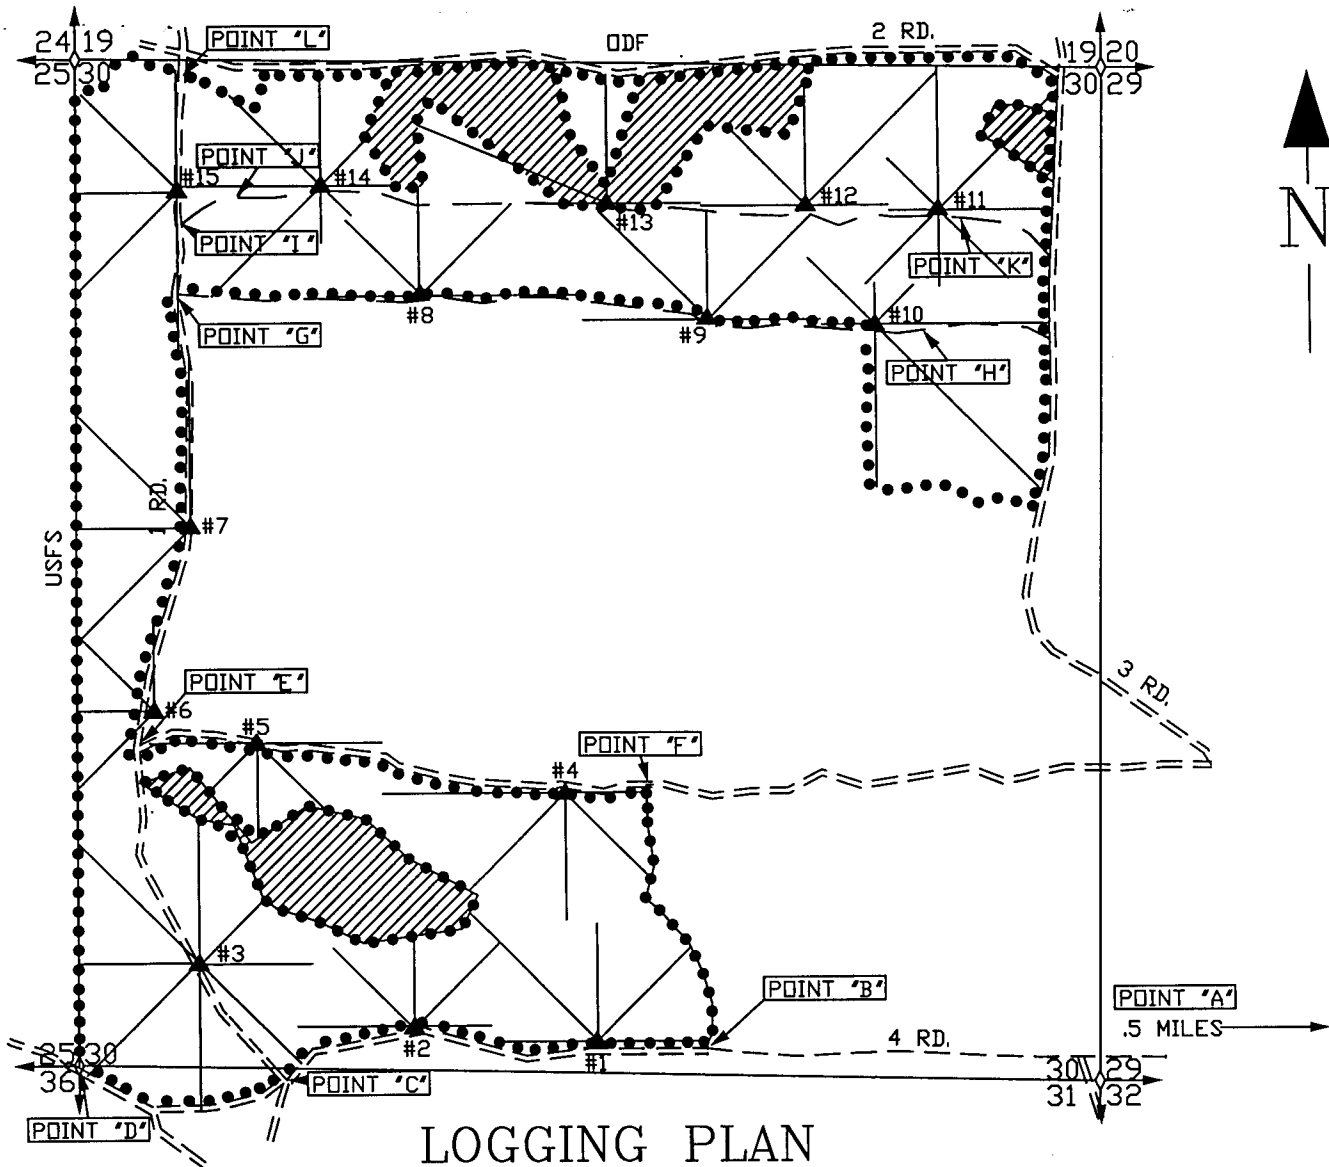 24 19
25 30
POINT "L"
ODF
2 RD.
19 20
30 29
N
POINT "J"
#15
#14
#13
#12
#11
POINT "I"
POINT "K"
#8
#9
#10
POINT "G"
POINT "H"
1 RD.
#7
USFS
3 RD.
POINT "E"
#6
#5
POINT "F"
#4
#3
POINT "B"
POINT "A"
.5 MILES
#2
#1
4 RD.
25 30
36
30 29
31 32
POINT "C"
POINT "D"
LOGGING PLAN